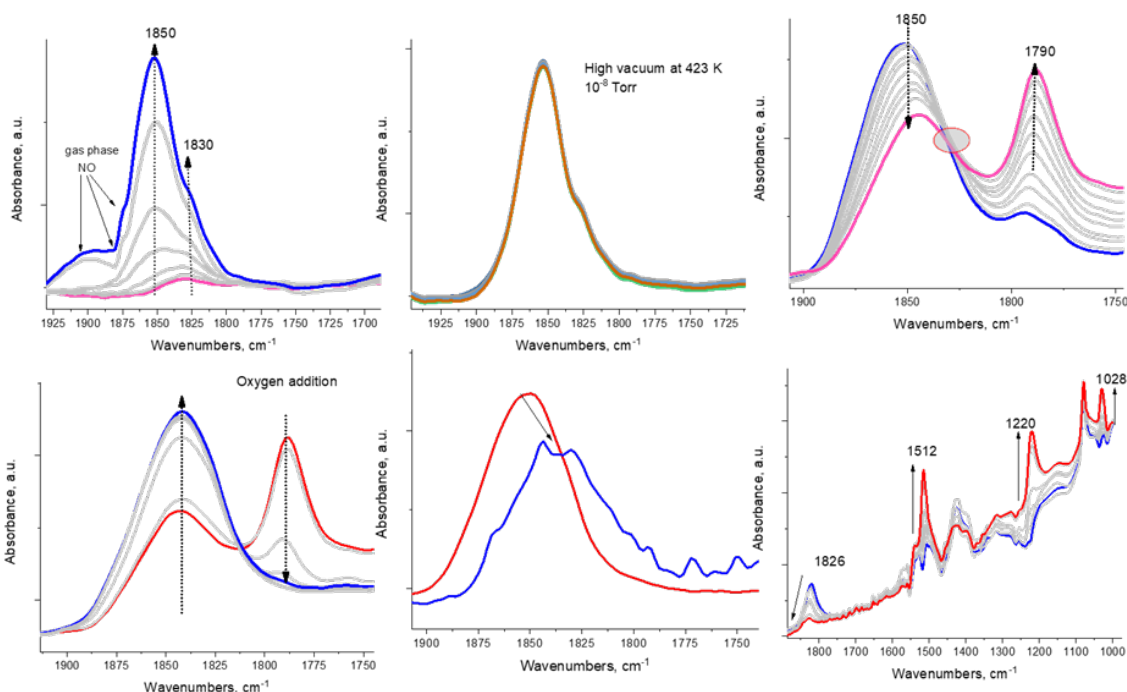 1850
1830
gas phase
NO
Absorbance, a.u.
1925 1900 1875 1850 1825 1800 1775 1750 1725 1700
Wavenumbers, cm-1
High vacuum at 423 K
10-8 Torr
Absorbance, a.u.
1925 1900 1875 1850 1825 1800 1775 1750 1725
Wavenumbers, cm-1
1850
1790
Absorbance, a.u.
1900 1850 1800 1750
Wavenumbers, cm-1
Oxygen addition
Absorbance, a.u.
1900 1875 1850 1825 1800 1775 1750
Wavenumbers, cm-1
Absorbance, a.u.
1900 1875 1850 1825 1800 1775 1750
Wavenumbers, cm-1
1028
1220
1512
1826
Absorbance, a.u.
1800 1700 1600 1500 1400 1300 1200 1100 1000
Wavenumbers, cm-1